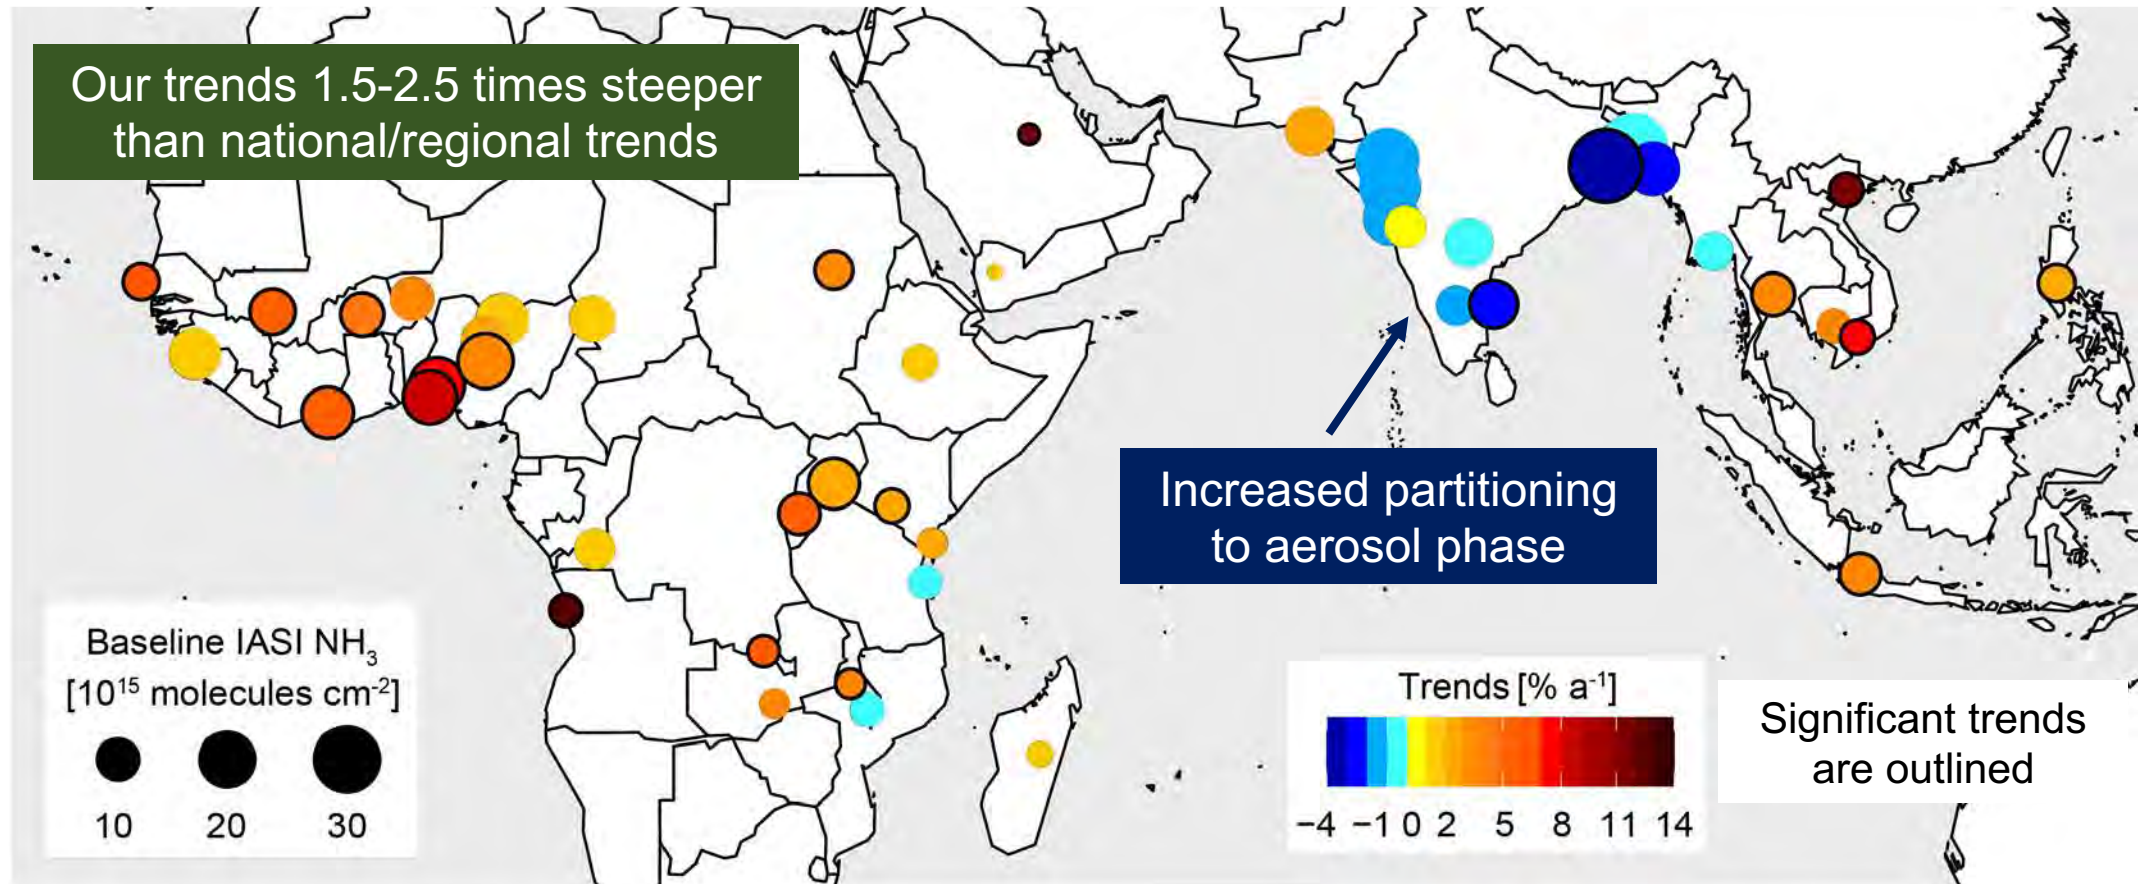 Our trends 1.5-2.5 times steeper
than national/regional trends
Increased partitioning
to aerosol phase
Baseline IASI NH₃
[10¹⁵ molecules cm⁻²]
10 20 30
Trends [% a⁻¹]
−4 −1 0 2 5 8 11 14
Significant trends
are outlined